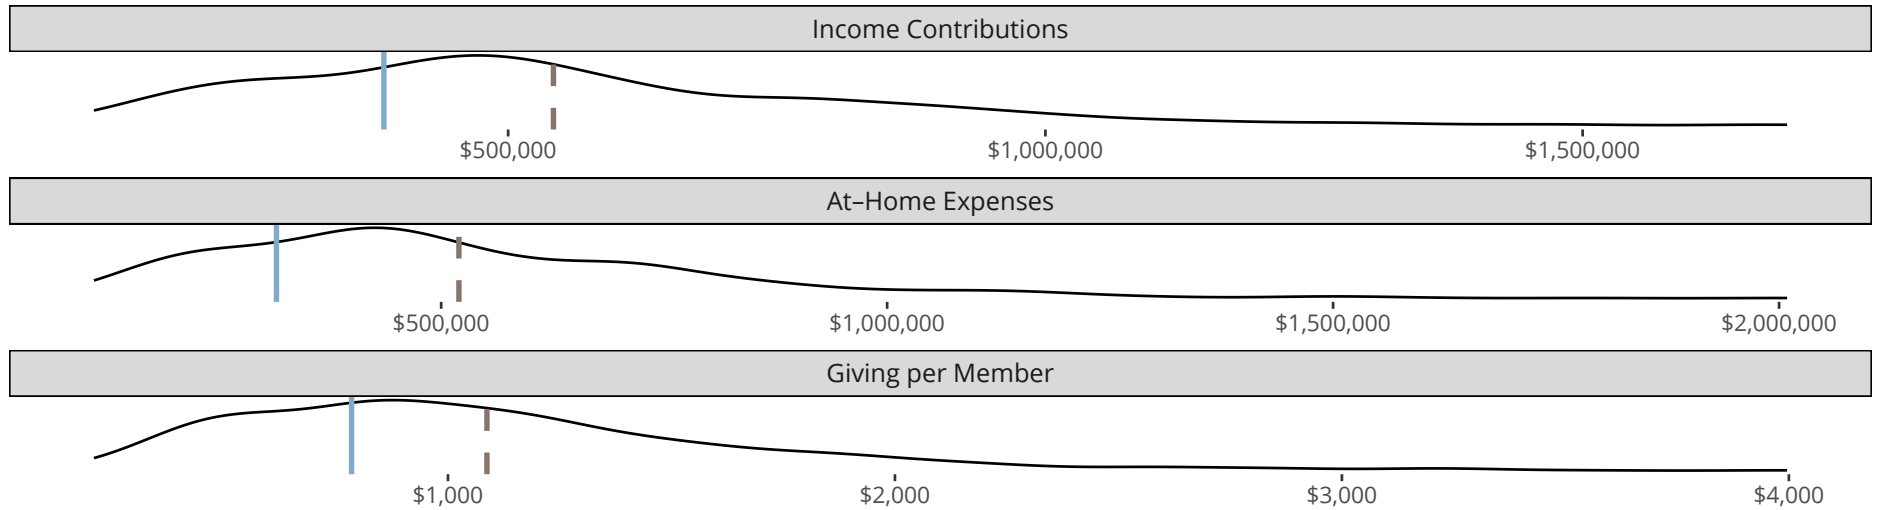 Income Contributions
$500,000 $1,000,000 $1,500,000
At–Home Expenses
$500,000 $1,000,000 $1,500,000 $2,000,000
Giving per Member
$1,000 $2,000 $3,000 $4,000